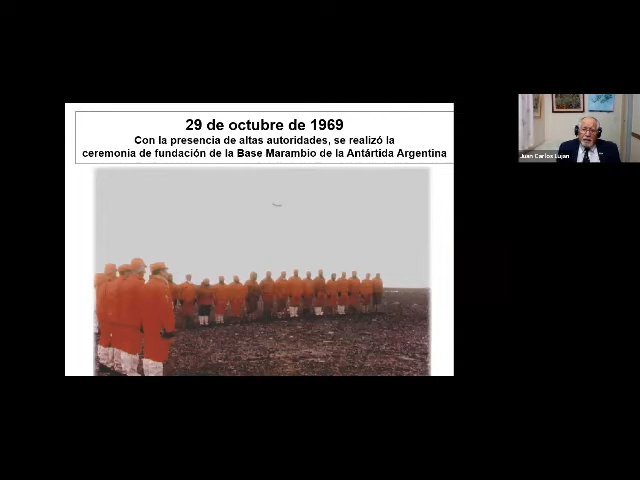 29 de octubre de 1969
Con la presencia de altas autoridades, se realizó la
ceremonia de fundación de la Base Marambio de la Antártida Argentina
Juan Carlos Lujan